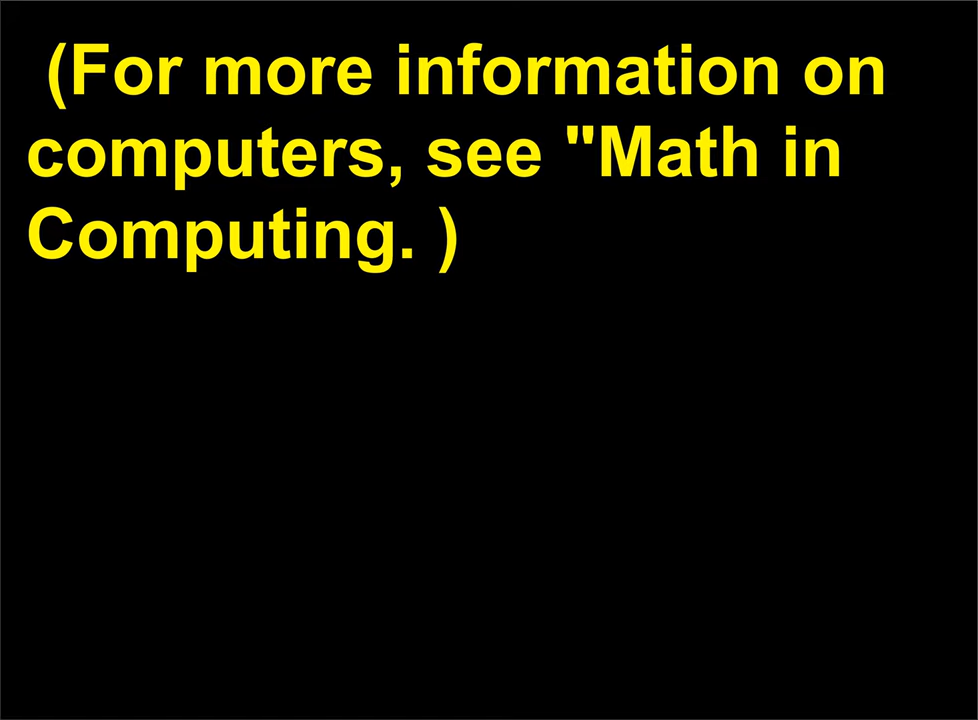 (For more information on
computers, see "Math in
Computing. )